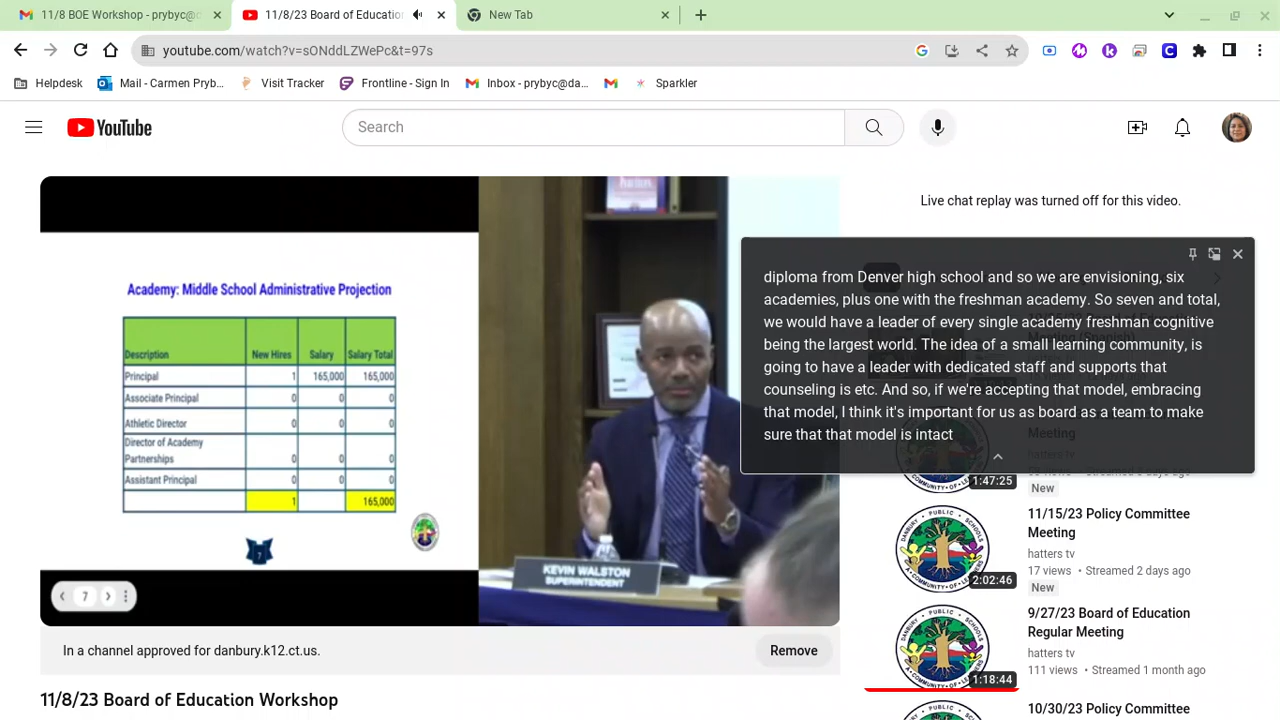 11/8 BOE Workshop - prybyc@d
11/8/23 Board of Education
New Tab
youtube.com/watch?v=sONddLZWePc&t=97s
Helpdesk
Mail - Carmen Pryb...
Visit Tracker
Frontline - Sign In
Inbox - prybyc@da...
Sparkler
YouTube
Search
Live chat replay was turned off for this video.
Academy: Middle School Administrative Projection
Description New Hires Salary Salary Total
Principal 1 165,000 165,000
Associate Principal 0 0 0
Athletic Director 0 0 0
Director of Academy
Partnerships 0 0 0
Assistant Principal 0 0 0
1 165,000
7
7
KEVIN WALSTON
SUPERINTENDENT
diploma from Denver high school and so we are envisioning, six
academies, plus one with the freshman academy. So seven and total,
we would have a leader of every single academy freshman cognitive
being the largest world. The idea of a small learning community, is
going to have a leader with dedicated staff and supports that
counseling is etc. And so, if we're accepting that model, embracing
that model, I think it's important for us as board as a team to make
sure that that model is intact
Meeting
hatters tv
1:47:25
New
11/15/23 Policy Committee
Meeting
hatters tv
17 views • Streamed 2 days ago
2:02:46
New
9/27/23 Board of Education
Regular Meeting
hatters tv
111 views • Streamed 1 month ago
1:18:44
10/30/23 Policy Committee
In a channel approved for danbury.k12.ct.us.
Remove
11/8/23 Board of Education Workshop